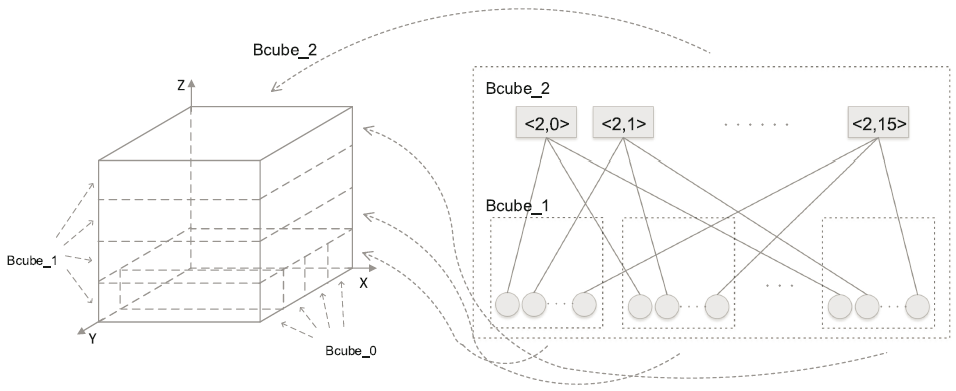 Bcube_2
Z
X
Y
Bcube_1
Bcube_0
Bcube_2
<2,0>
<2,1>
. . . . . .
<2,15>
Bcube_1
. . .